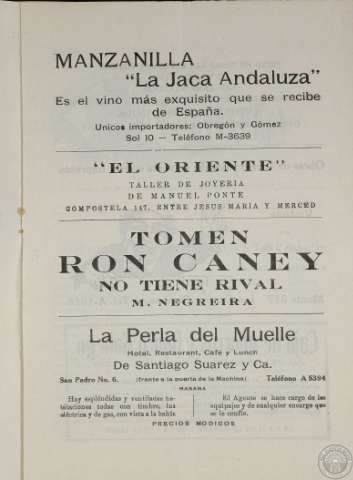 MANZANILLA
"La Jaca Andaluza"
Es el vino más exquisito que se recibe
de España.
Unicos importadores: Obregón y Gómez
Sol 10 — Teléfono M-3639
"EL ORIENTE"
TALLER DE JOYERIA
DE MANUEL PONTE
COMPOSTELA 147, ENTRE JESUS MARIA Y MERCED
TOMEN
RON CANEY
NO TIENE RIVAL
M. NEGREIRA
La Perla del Muelle
Hotel, Restaurant, Café y Lunch
De Santiago Suarez y Ca.
San Pedro No. 6. (frente a la puerta de la Machina) Teléfono A 5394
HABANA
Hay espléndidas y ventiladas habitaciones
todas con timbre, luz
eléctrica y de gas, con vista a la bahía
El Agente se hace cargo de los
equipajes y de cualquier encargo que
se le confíe.
PRECIOS MODICOS